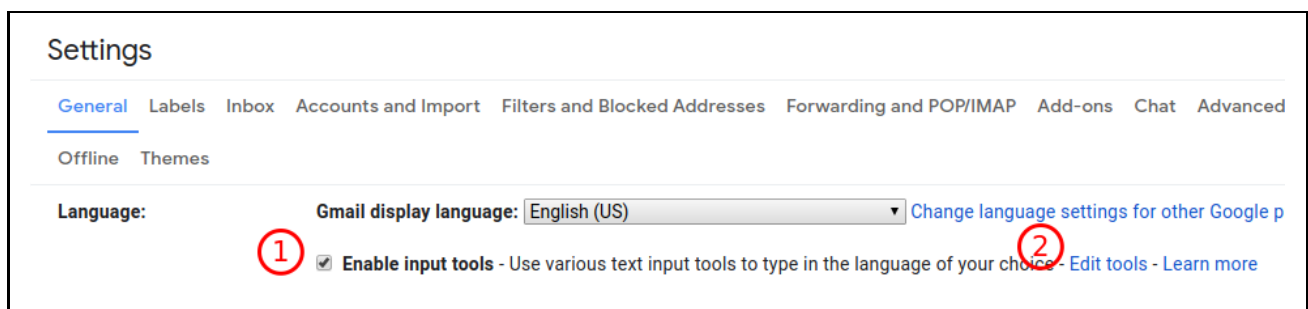 Settings
General Labels Inbox Accounts and Import Filters and Blocked Addresses Forwarding and POP/IMAP Add-ons Chat Advanced
Offline Themes
Language: Gmail display language: English (US) Change language settings for other Google p
1 Enable input tools - Use various text input tools to type in the language of your choice - Edit tools - Learn more
2